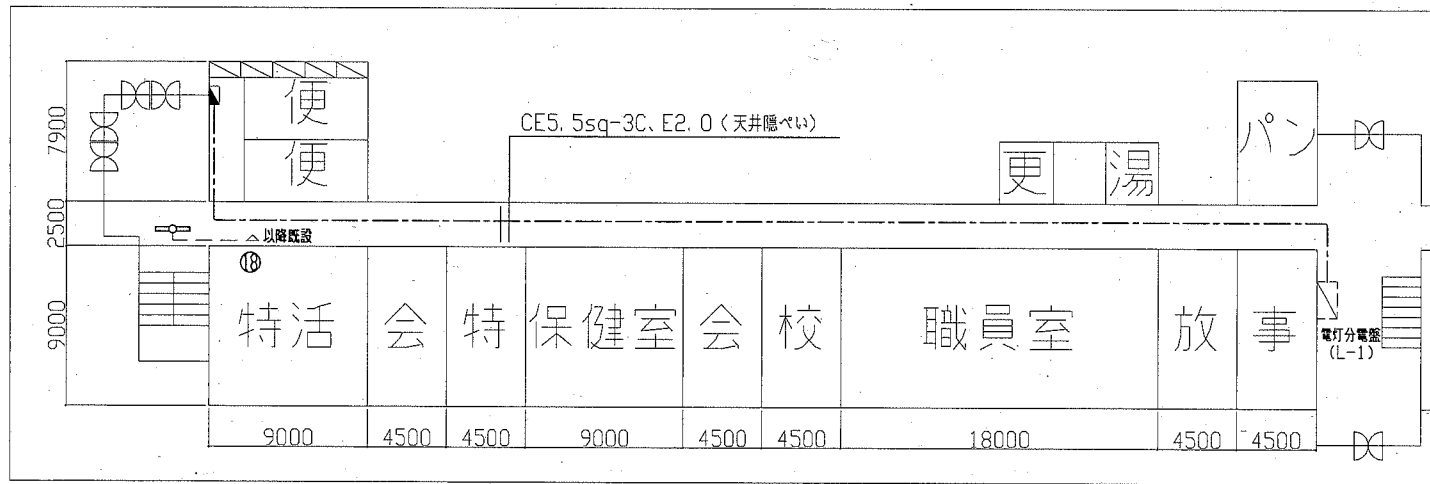 便
CE5.5sq-3C、E2.0(天井隠ぺい)
パン
7900
便
更
湯
2500
以降既設
⑱
特活
会
特
保健室
会
校
職員室
放
事
9000
電灯分電盤
(L-1)
9000
4500
4500
9000
4500
4500
18000
4500
4500